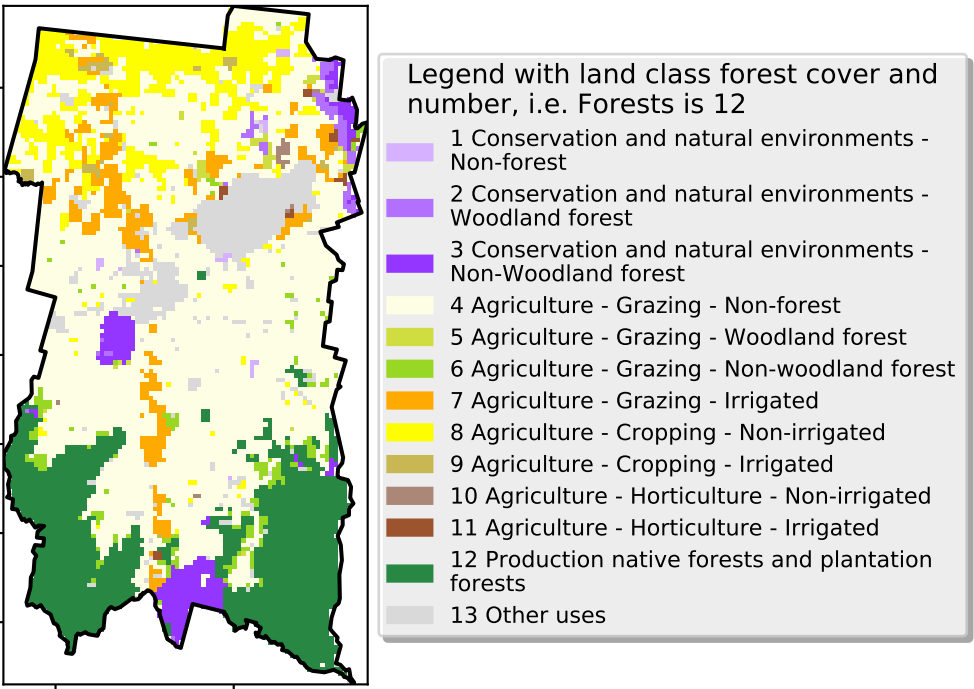 Legend with land class forest cover and
number, i.e. Forests is 12
1 Conservation and natural environments -
Non-forest
2 Conservation and natural environments -
Woodland forest
3 Conservation and natural environments -
Non-Woodland forest
4 Agriculture - Grazing - Non-forest
5 Agriculture - Grazing - Woodland forest
6 Agriculture - Grazing - Non-woodland forest
7 Agriculture - Grazing - Irrigated
8 Agriculture - Cropping - Non-irrigated
9 Agriculture - Cropping - Irrigated
10 Agriculture - Horticulture - Non-irrigated
11 Agriculture - Horticulture - Irrigated
12 Production native forests and plantation
forests
13 Other uses